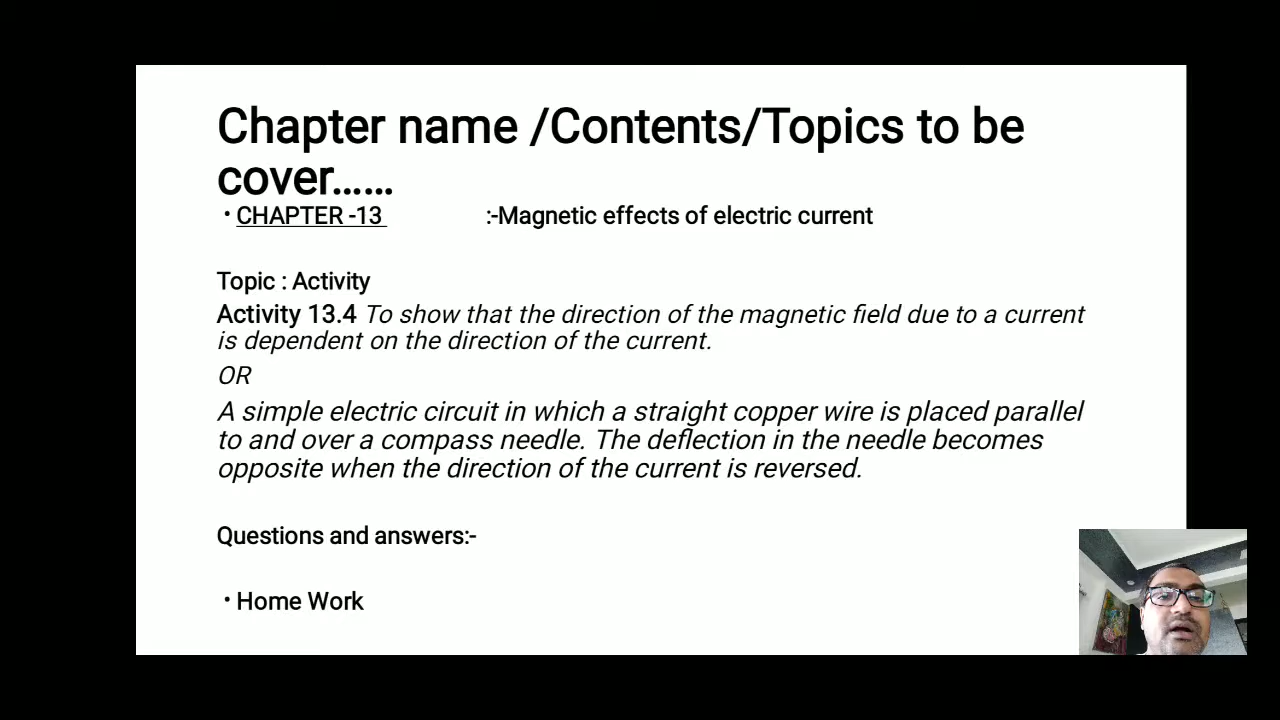 Chapter name /Contents/Topics to be
cover......
• CHAPTER -13 :-Magnetic effects of electric current
Topic : Activity
Activity 13.4 To show that the direction of the magnetic field due to a current
is dependent on the direction of the current.
OR
A simple electric circuit in which a straight copper wire is placed parallel
to and over a compass needle. The deflection in the needle becomes
opposite when the direction of the current is reversed.
Questions and answers:-
• Home Work